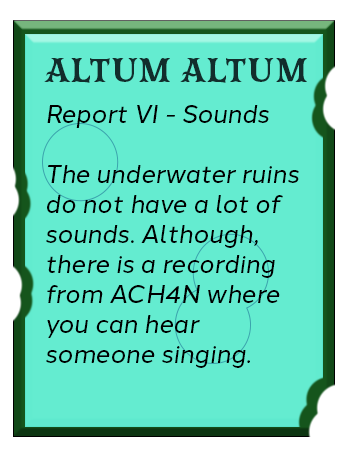 ALTUM ALTUM
Report VI - Sounds
The underwater ruins
do not have a lot of
sounds. Although,
there is a recording
from ACH4N where
you can hear
someone singing.